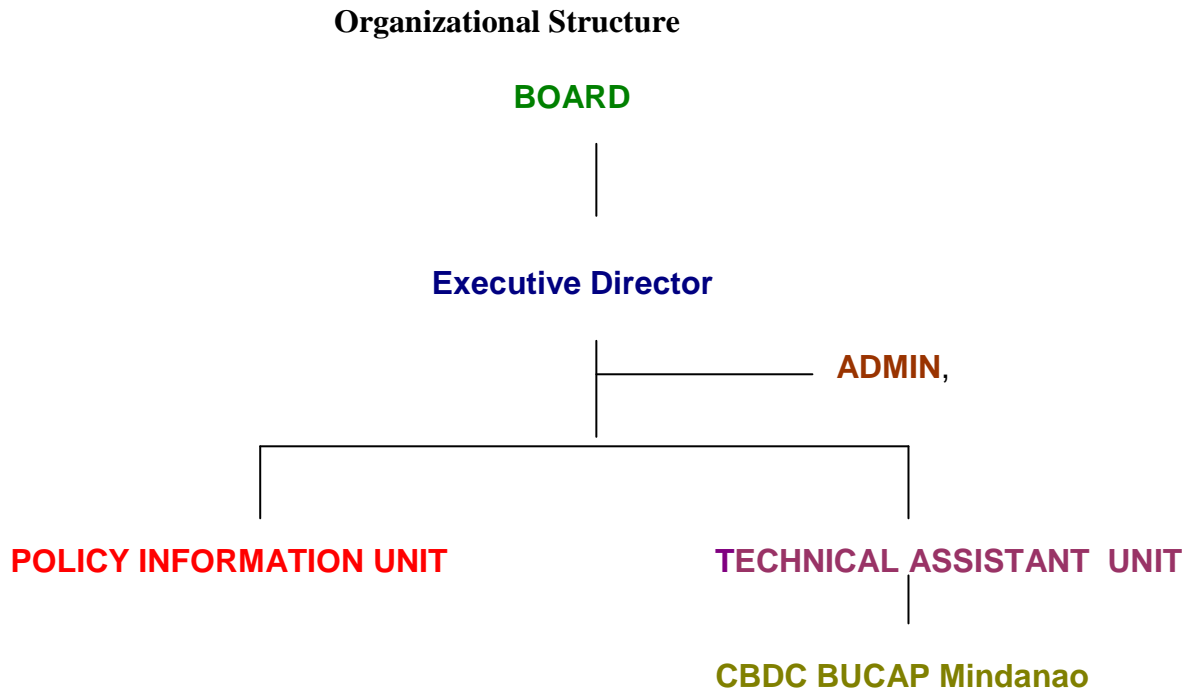 Organizational Structure
BOARD
Executive Director
ADMIN,
POLICY INFORMATION UNIT
TECHNICAL ASSISTANT  UNIT
CBDC BUCAP Mindanao